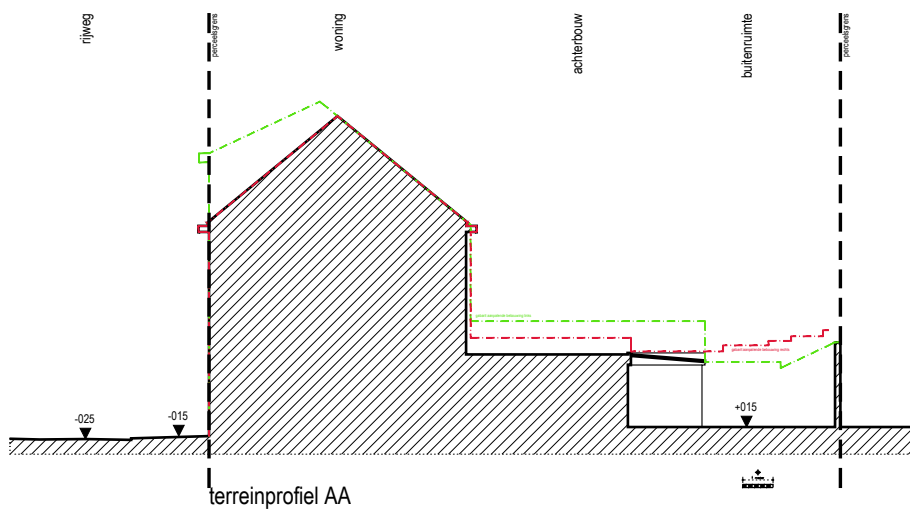 rijweg
perceelsgrens
woning
achterbouw
buitenruimte
perceelsgrens
-025
-015
+015
terreinprofiel AA